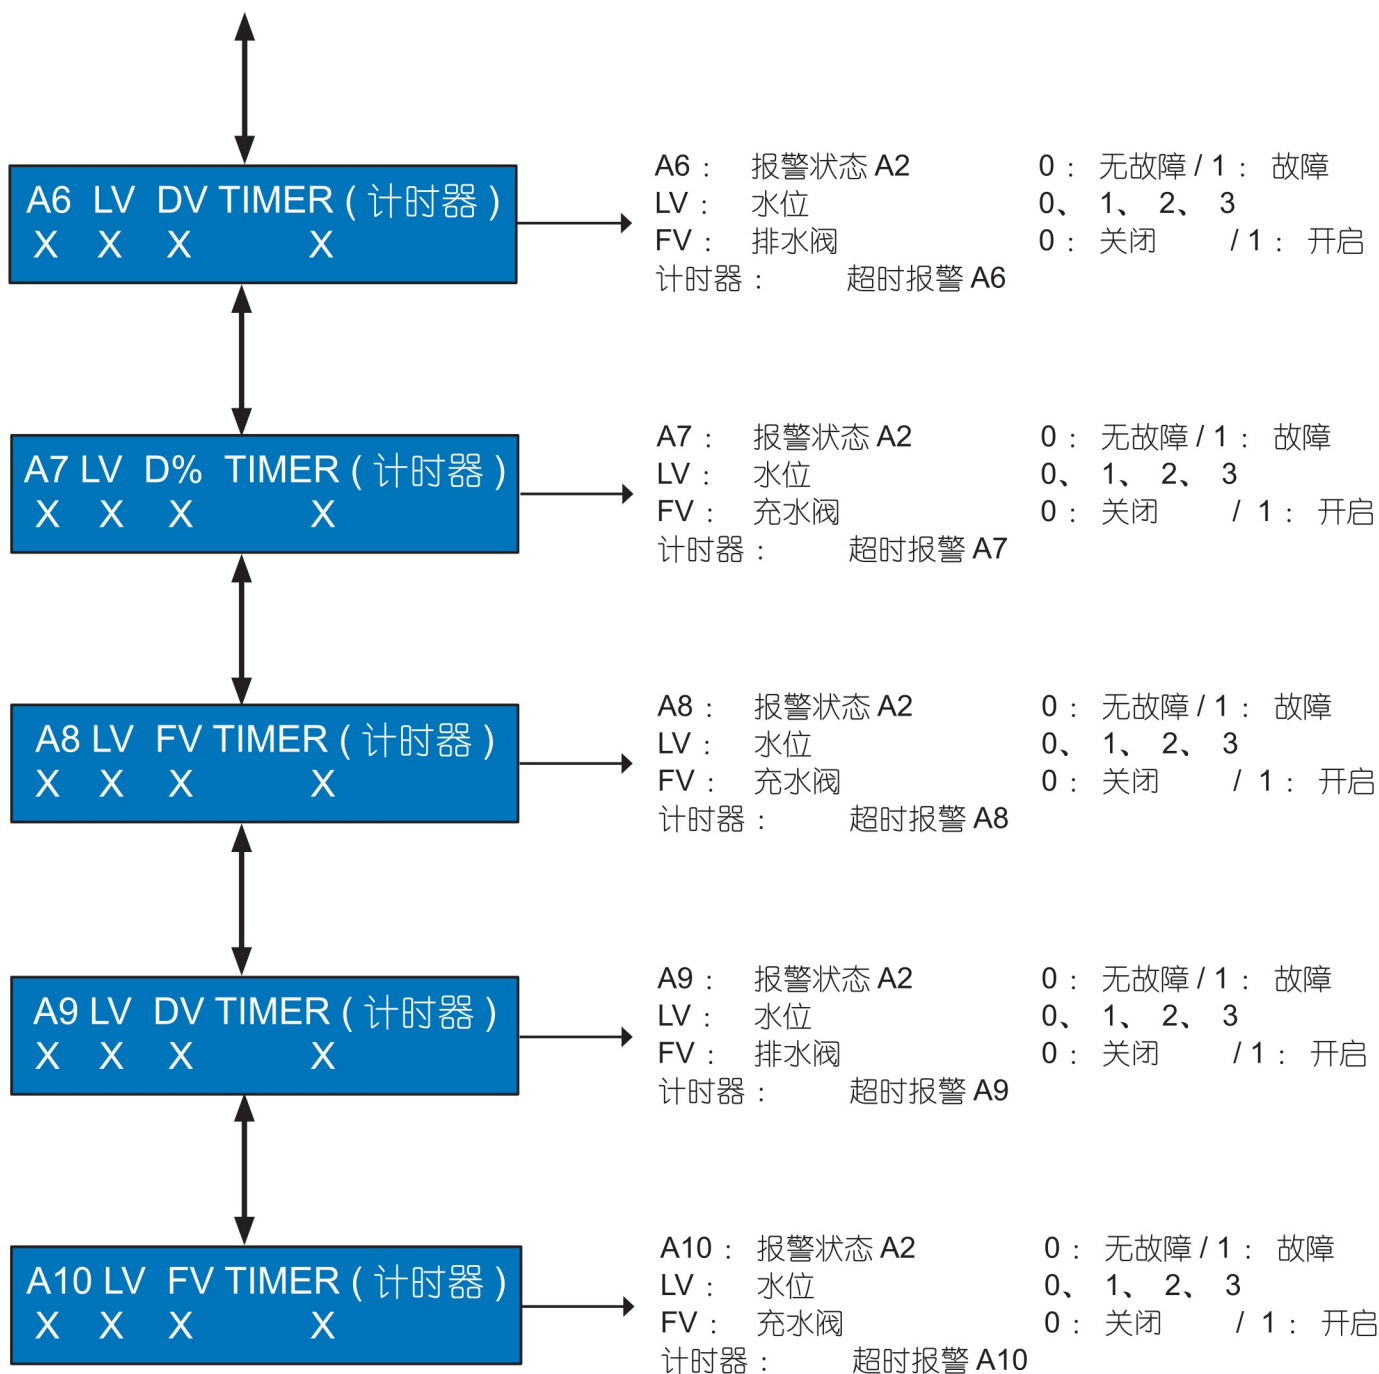 A6 LV DV TIMER ( 计时器 )
X X X X
A6： 报警状态 A2 0： 无故障 / 1： 故障
LV： 水位 0、 1、 2、 3
FV： 排水阀 0： 关闭 / 1： 开启
计时器： 超时报警 A6
A7 LV D% TIMER ( 计时器 )
X X X X
A7： 报警状态 A2 0： 无故障 / 1： 故障
LV： 水位 0、 1、 2、 3
FV： 充水阀 0： 关闭 / 1： 开启
计时器： 超时报警 A7
A8 LV FV TIMER ( 计时器 )
X X X X
A8： 报警状态 A2 0： 无故障 / 1： 故障
LV： 水位 0、 1、 2、 3
FV： 充水阀 0： 关闭 / 1： 开启
计时器： 超时报警 A8
A9 LV DV TIMER ( 计时器 )
X X X X
A9： 报警状态 A2 0： 无故障 / 1： 故障
LV： 水位 0、 1、 2、 3
FV： 排水阀 0： 关闭 / 1： 开启
计时器： 超时报警 A9
A10 LV FV TIMER ( 计时器 )
X X X X
A10： 报警状态 A2 0： 无故障 / 1： 故障
LV： 水位 0、 1、 2、 3
FV： 充水阀 0： 关闭 / 1： 开启
计时器： 超时报警 A10